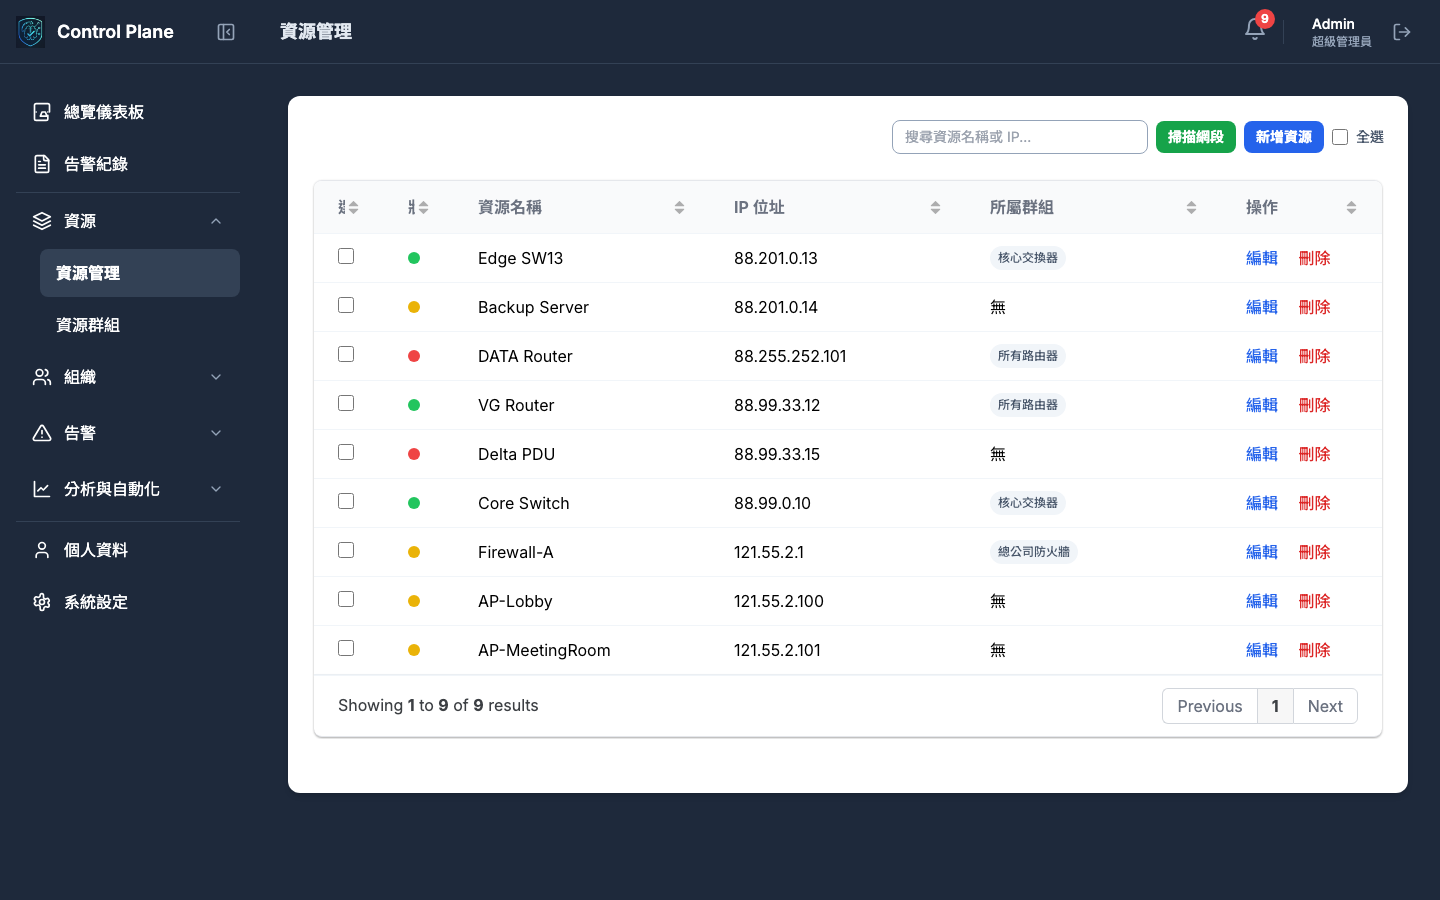 Control Plane
資源管理
9
Admin
超級管理員
總覽儀表板
告警紀錄
資源
資源管理
資源群組
組織
告警
分析與自動化
個人資料
系統設定
搜尋資源名稱或 IP...
掃描網段
新增資源
全選
資源名稱 IP 位址 所屬群組 操作
Edge SW13 88.201.0.13 核心交換器 編輯 刪除
Backup Server 88.201.0.14 無 編輯 刪除
DATA Router 88.255.252.101 所有路由器 編輯 刪除
VG Router 88.99.33.12 所有路由器 編輯 刪除
Delta PDU 88.99.33.15 無 編輯 刪除
Core Switch 88.99.0.10 核心交換器 編輯 刪除
Firewall-A 121.55.2.1 總公司防火牆 編輯 刪除
AP-Lobby 121.55.2.100 無 編輯 刪除
AP-MeetingRoom 121.55.2.101 無 編輯 刪除
Showing 1 to 9 of 9 results
Previous 1 Next